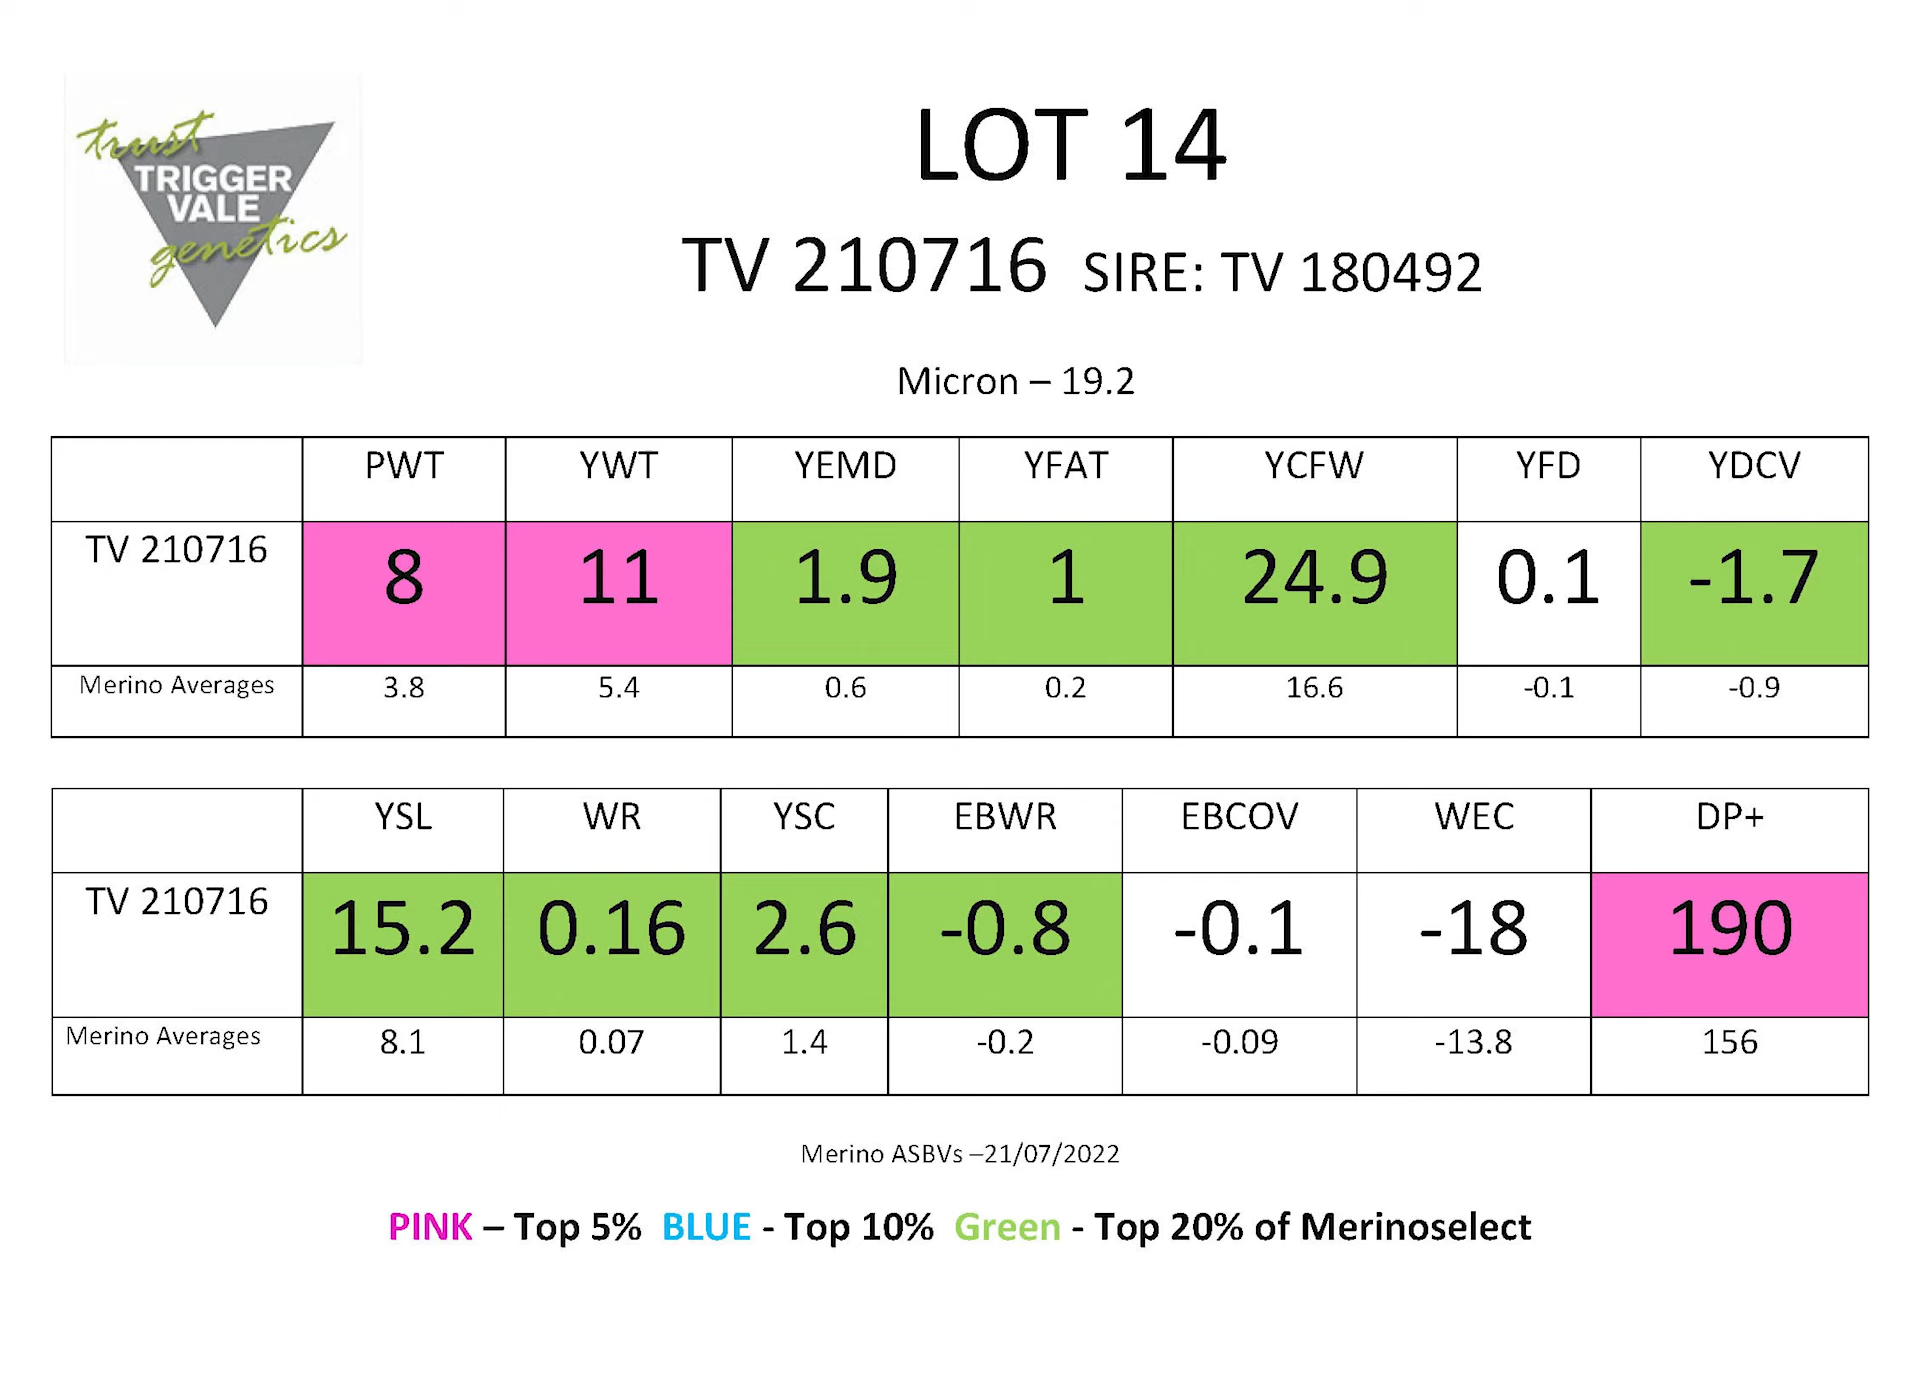 trust
TRIGGER
VALE
genetics
LOT 14
TV 210716 SIRE: TV 180492
Micron – 19.2
PWT YWT YEMD YFAT YCFW YFD YDCV
TV 210716 8 11 1.9 1 24.9 0.1 -1.7
Merino Averages 3.8 5.4 0.6 0.2 16.6 -0.1 -0.9
YSL WR YSC EBWR EBCOV WEC DP+
TV 210716 15.2 0.16 2.6 -0.8 -0.1 -18 190
Merino Averages 8.1 0.07 1.4 -0.2 -0.09 -13.8 156
Merino ASBVs –21/07/2022
PINK – Top 5% BLUE - Top 10% Green - Top 20% of Merinoselect